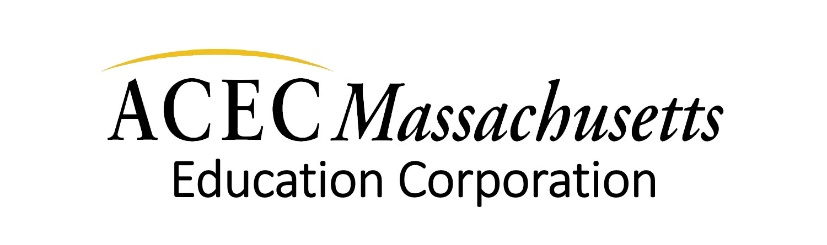 ACEC Massachusetts
Education Corporation